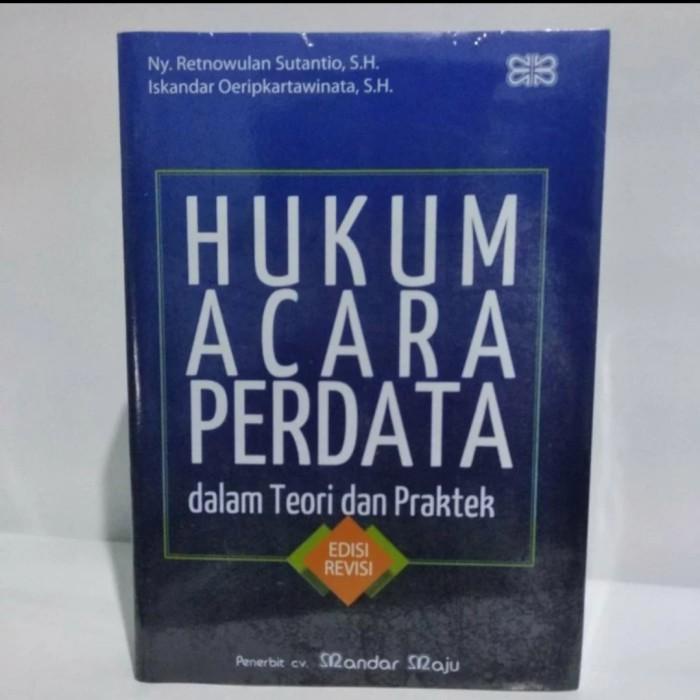 Ny. Retnowulan Sutantio, S.H.
Iskandar Oeripkartawinata, S.H.
HUKUM
ACARA
PERDATA
dalam Teori dan Praktek
EDISI
REVISI
Penerbit cv. Mandar Maju